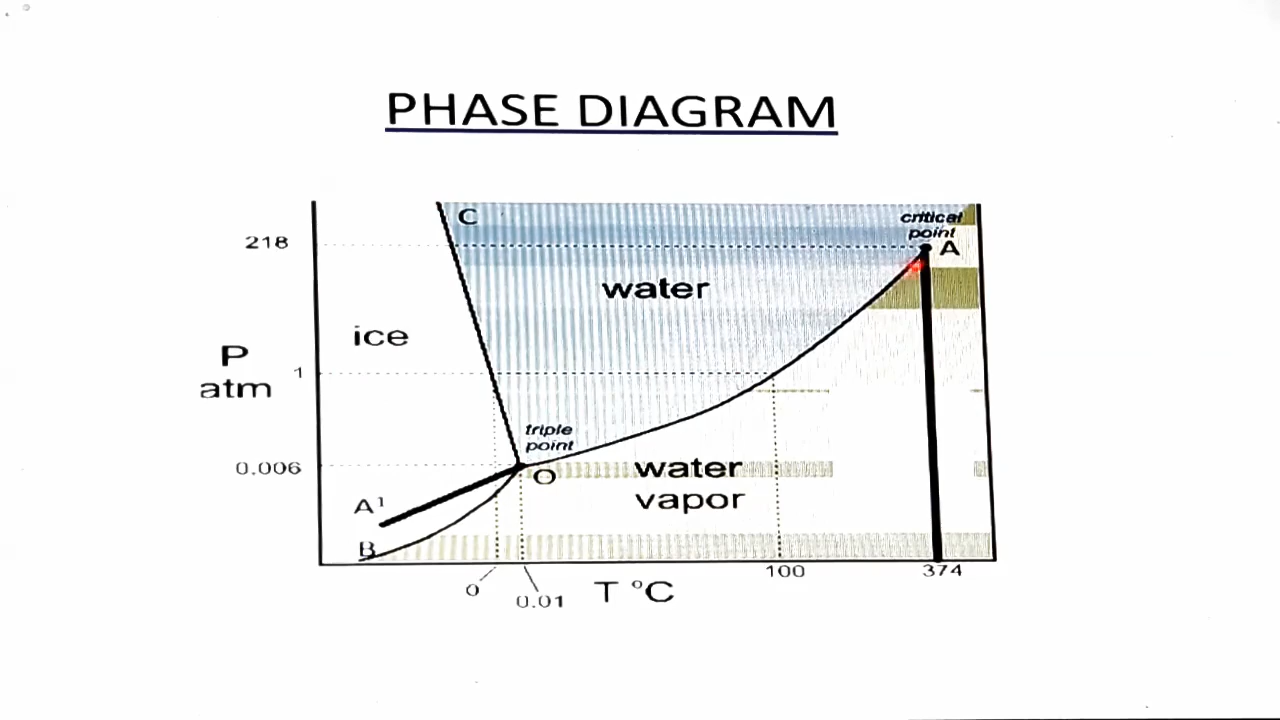 PHASE DIAGRAM
C
critical
point
218
A
water
ice
P
atm
1
triple
point
0.006
O
water
vapor
A¹
B
100
374
0
0.01
T °C